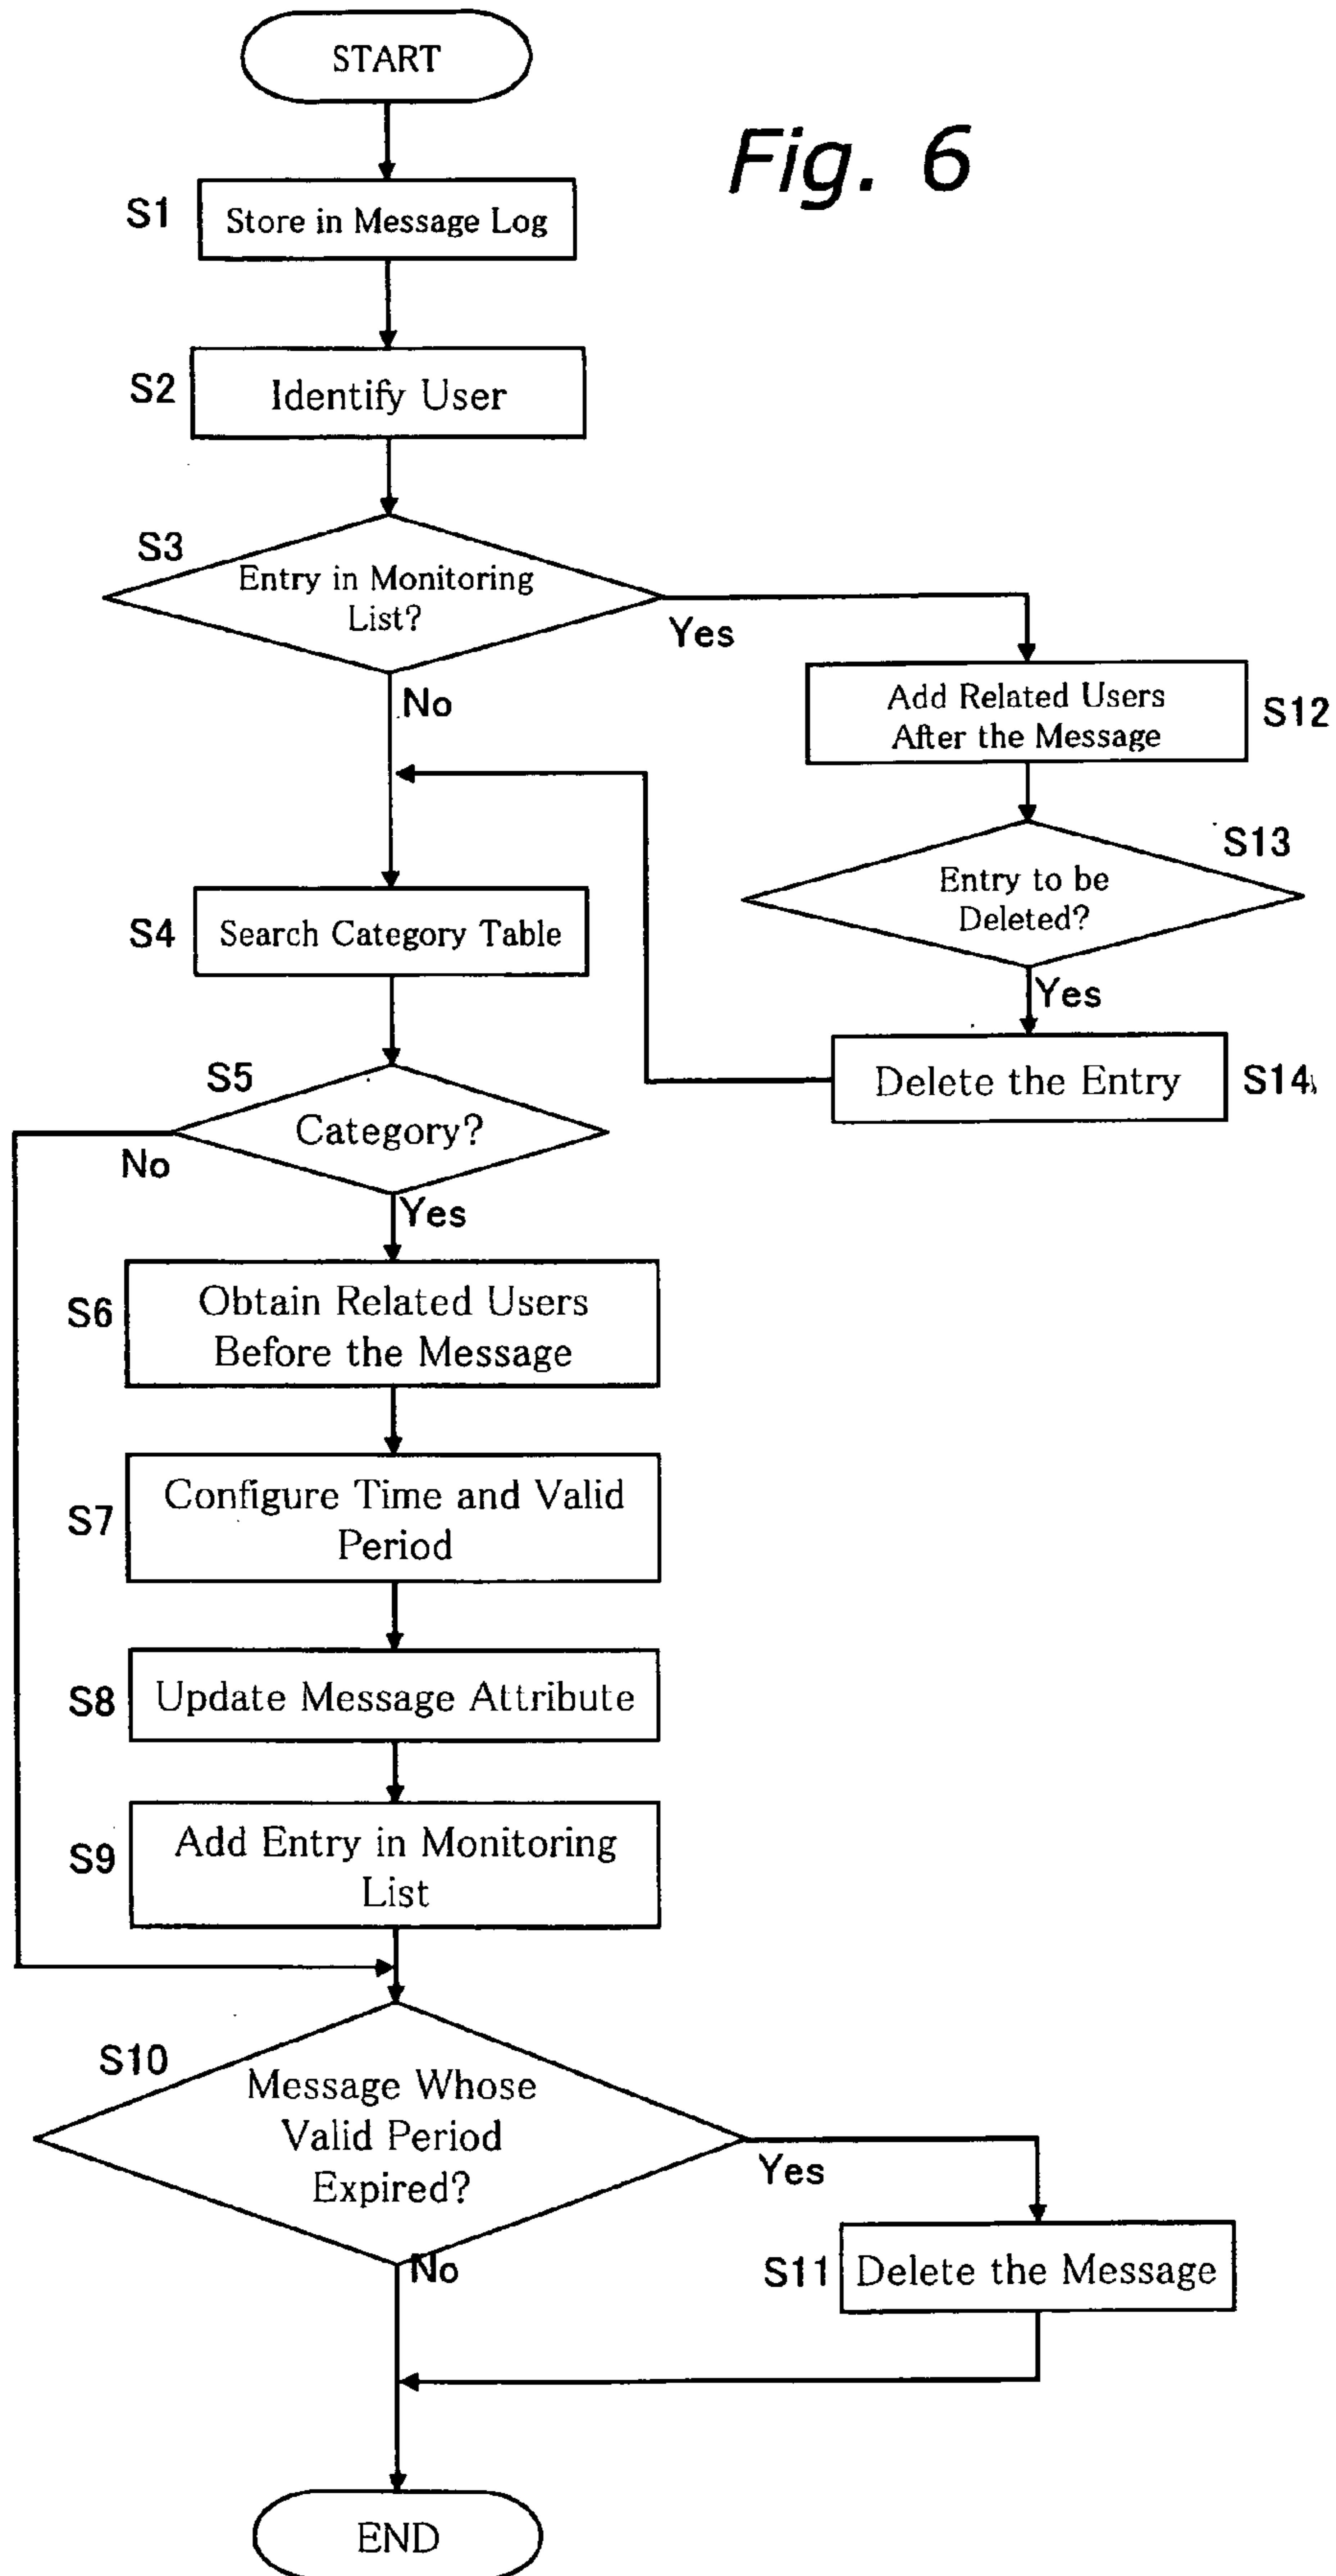 START
Fig. 6
S1
Store in Message Log
S2
Identify User
S3
Entry in Monitoring
List?
Yes
No
Add Related Users
After the Message
S12
S13
Entry to be
Deleted?
Yes
S4
Search Category Table
Delete the Entry
S14
S5
Category?
No
Yes
S6
Obtain Related Users
Before the Message
S7
Configure Time and Valid
Period
S8
Update Message Attribute
S9
Add Entry in Monitoring
List
S10
Message Whose
Valid Period
Expired?
Yes
No
S11
Delete the Message
END